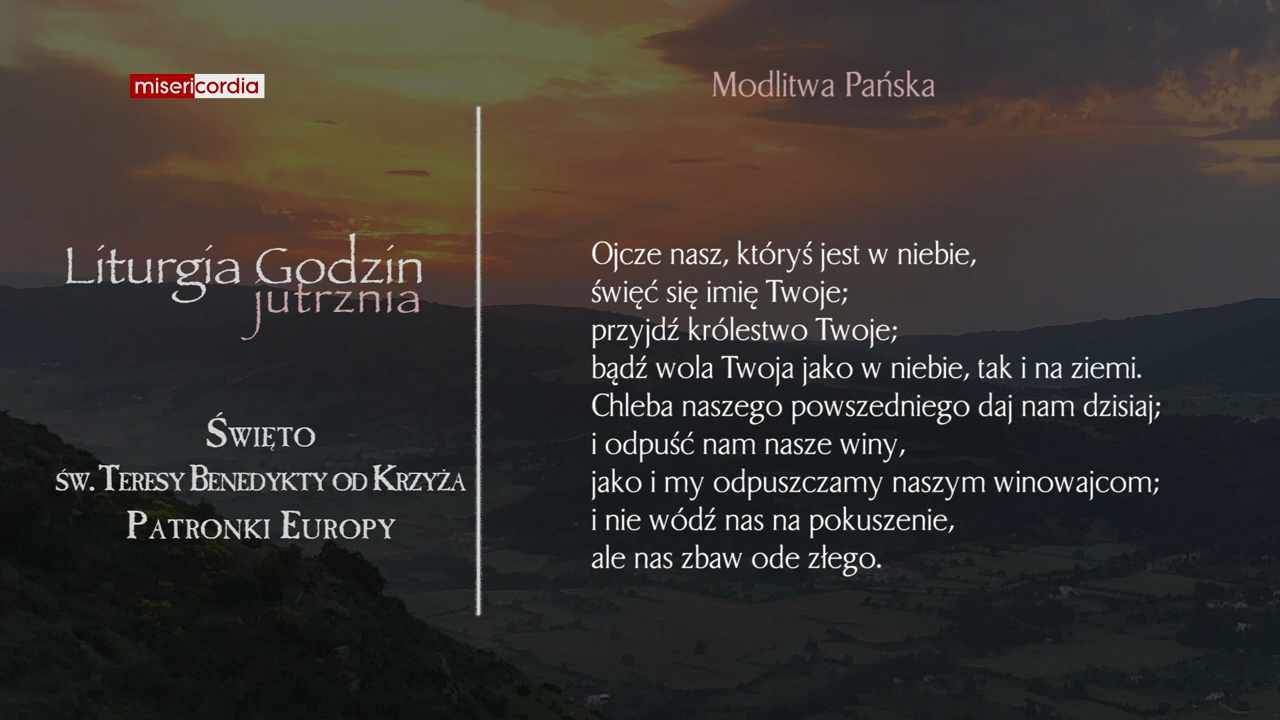 misericordia
Liturgia Godzin
jutrznia
Święto
św. Teresy Benedykty od Krzyża
Patronki Europy
Modlitwa Pańska
Ojcze nasz, któryś jest w niebie,
święć się imię Twoje;
przyjdź królestwo Twoje;
bądź wola Twoja jako w niebie, tak i na ziemi.
Chleba naszego powszedniego daj nam dzisiaj;
i odpuść nam nasze winy,
jako i my odpuszczamy naszym winowajcom;
i nie wódź nas na pokuszenie,
ale nas zbaw ode złego.